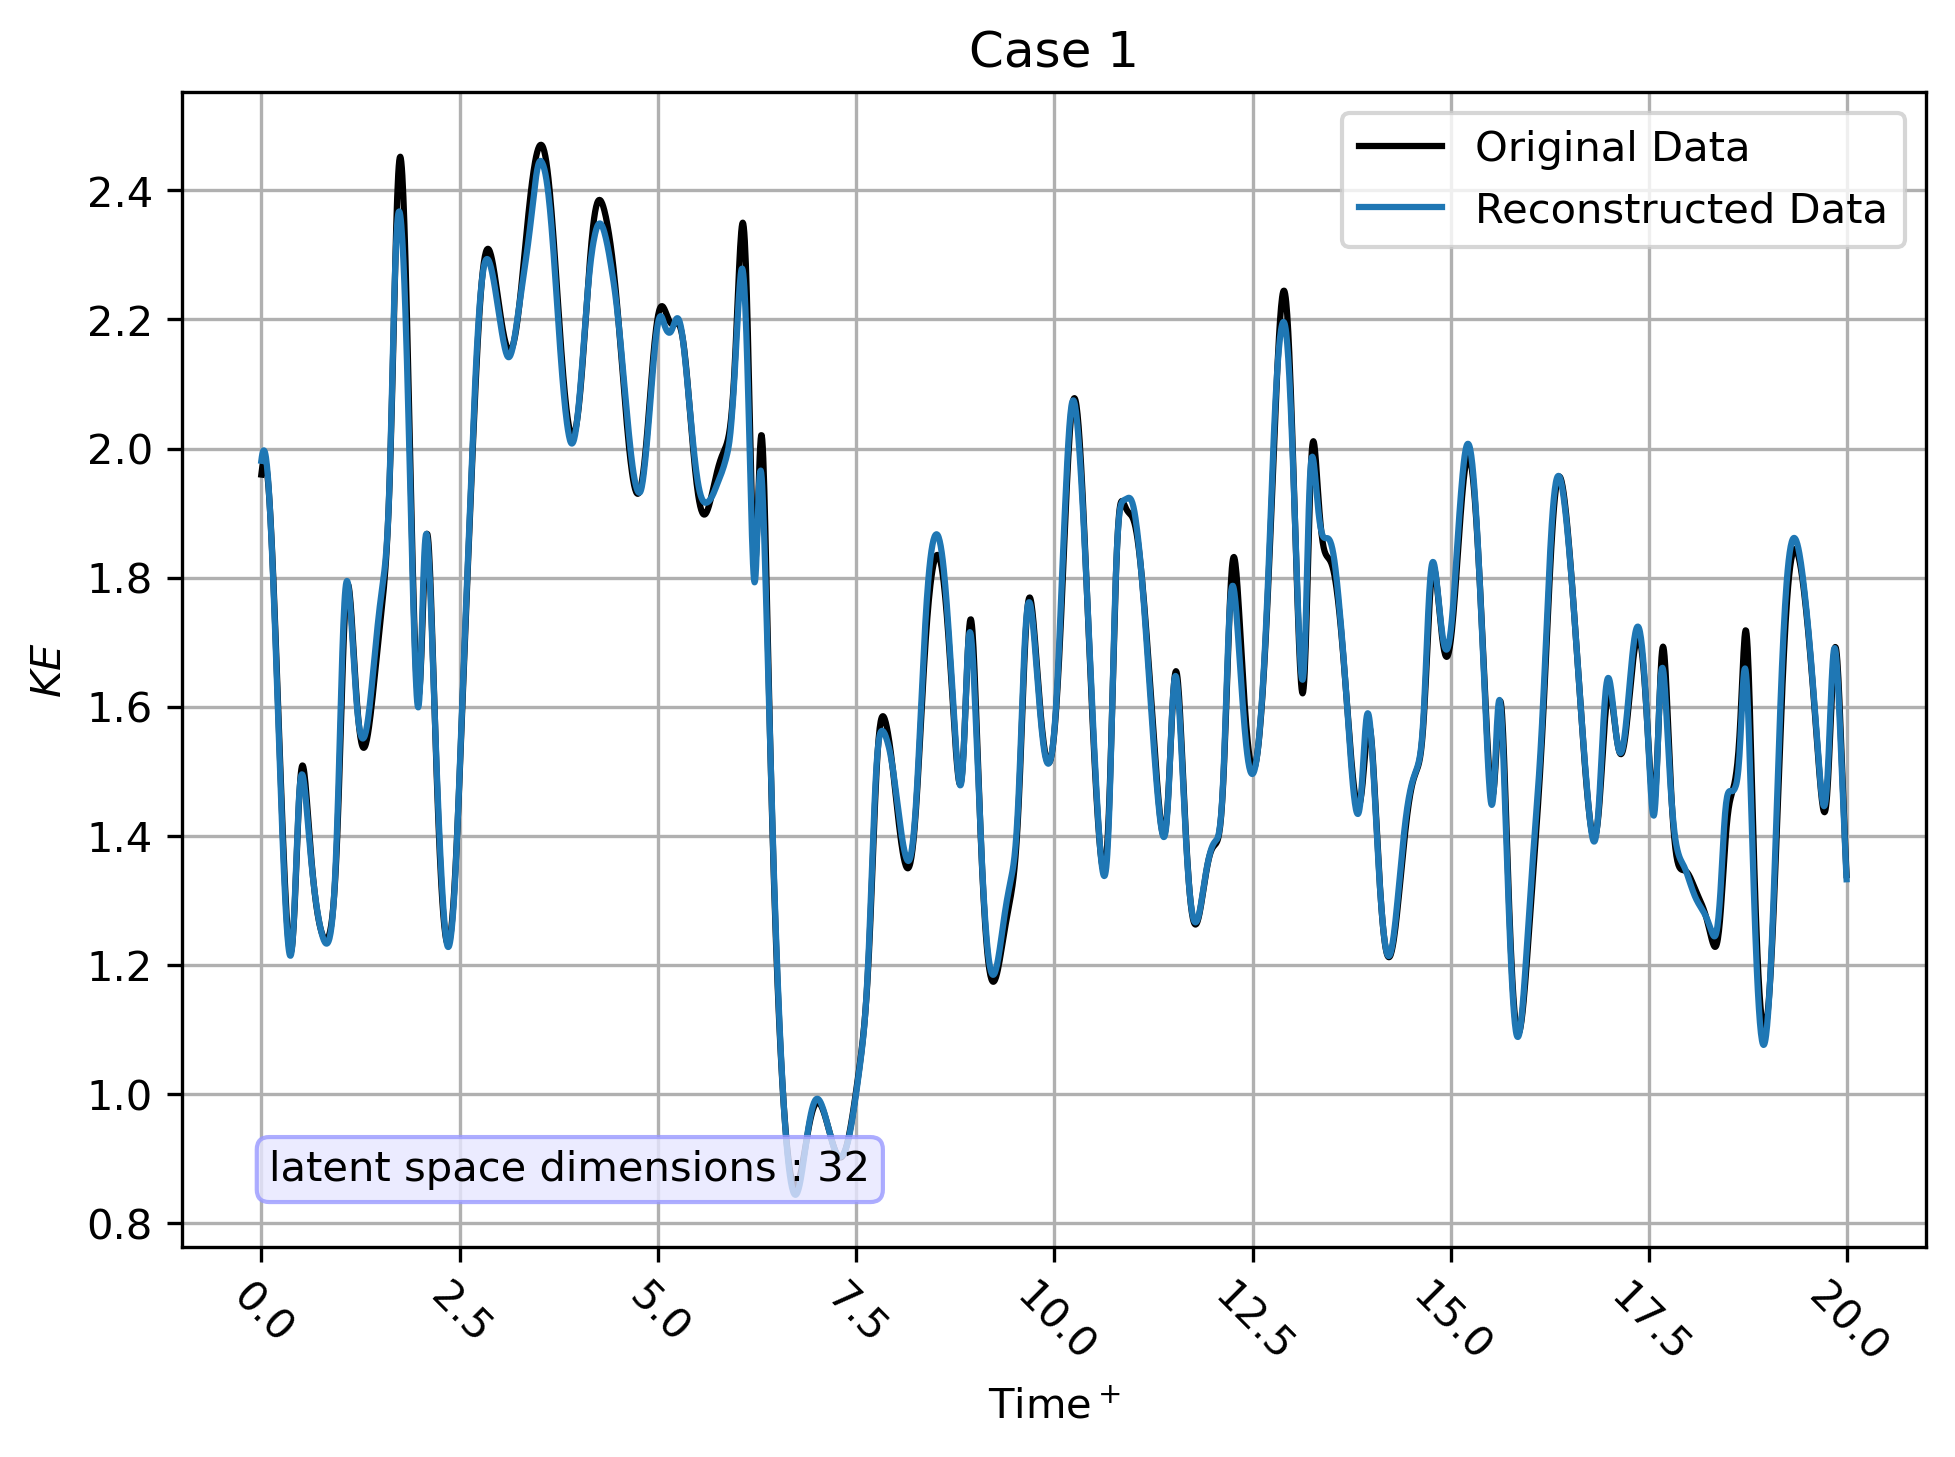 Case 1
Original Data
Reconstructed Data
2.4
2.2
2.0
1.8
1.6
1.4
1.2
1.0
0.8
KE
latent space dimensions : 32
0.0 2.5 5.0 7.5 10.0 12.5 15.0 17.5 20.0
Time⁺